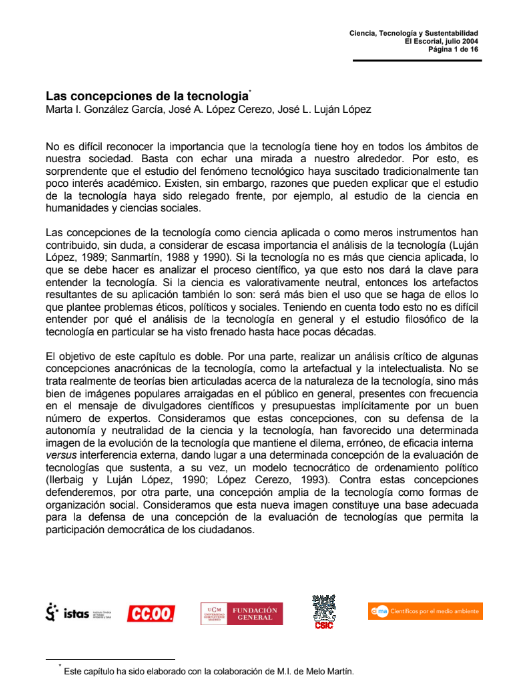 Ciencia, Tecnología y Sustentabilidad
El Escorial, julio 2004
Página 1 de 16
Las concepciones de la tecnología*
Marta I. González García, José A. López Cerezo, José L. Luján López
No es difícil reconocer la importancia que la tecnología tiene hoy en todos los ámbitos de
nuestra sociedad. Basta con echar una mirada a nuestro alrededor. Por esto, es
sorprendente que el estudio del fenómeno tecnológico haya suscitado tradicionalmente tan
poco interés académico. Existen, sin embargo, razones que pueden explicar que el estudio
de la tecnología haya sido relegado frente, por ejemplo, al estudio de la ciencia en
humanidades y ciencias sociales.
Las concepciones de la tecnología como ciencia aplicada o como meros instrumentos han
contribuido, sin duda, a considerar de escasa importancia el análisis de la tecnología (Luján
López, 1989; Sanmartín, 1988 y 1990). Si la tecnología no es más que ciencia aplicada, lo
que se debe hacer es analizar el proceso científico, ya que esto nos dará la clave para
entender la tecnología. Si la ciencia es valorativamente neutral, entonces los artefactos
resultantes de su aplicación también lo son: será más bien el uso que se haga de ellos lo
que plantee problemas éticos, políticos y sociales. Teniendo en cuenta todo esto no es difícil
entender por qué el análisis de la tecnología en general y el estudio filosófico de la
tecnología en particular se ha visto frenado hasta hace pocas décadas.
El objetivo de este capítulo es doble. Por una parte, realizar un análisis crítico de algunas
concepciones anacrónicas de la tecnología, como la artefactual y la intelectualista. No se
trata realmente de teorías bien articuladas acerca de la naturaleza de la tecnología, sino más
bien de imágenes populares arraigadas en el público en general, presentes con frecuencia
en el mensaje de divulgadores científicos y presupuestas implícitamente por un buen
número de expertos. Consideramos que estas concepciones, con su defensa de la
autonomía y neutralidad de la ciencia y la tecnología, han favorecido una determinada
imagen de la evolución de la tecnología que mantiene el dilema, erróneo, de eficacia interna
versus interferencia externa, dando lugar a una determinada concepción de la evaluación de
tecnologías que sustenta, a su vez, un modelo tecnocrático de ordenamiento político
(Ilerbaig y Luján López, 1990; López Cerezo, 1993). Contra estas concepciones
defenderemos, por otra parte, una concepción amplia de la tecnología como formas de
organización social. Consideramos que esta nueva imagen constituye una base adecuada
para la defensa de una concepción de la evaluación de tecnologías que permita la
participación democrática de los ciudadanos.
istas
CC.OO.
UCM
FUNDACIÓN
GENERAL
CSIC
cima
Científicos por el medio ambiente
* Este capítulo ha sido elaborado con la colaboración de M.I. de Melo Martín.